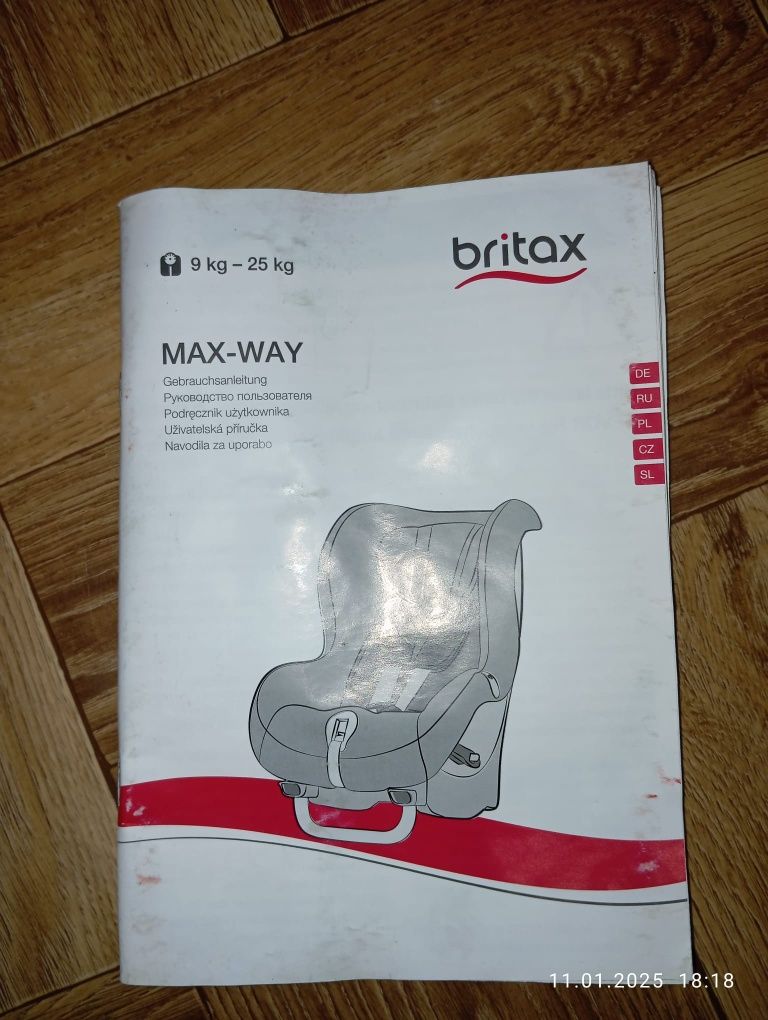 9 kg – 25 kg
britax
MAX-WAY
Gebrauchsanleitung
Руководство пользователя
Podręcznik użytkownika
Uživatelská příručka
Navodila za uporabo
DE
RU
PL
CZ
SL
11.01.2025 18:18